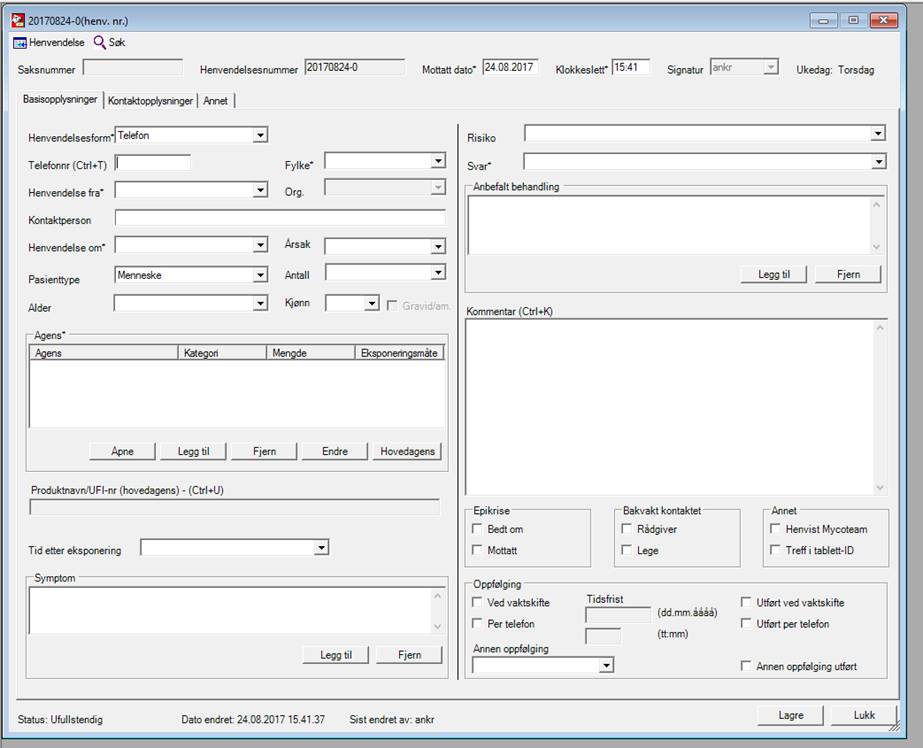 20170824-0(henv. nr.)
Henvendelse Søk
Saksnummer Henvendelsesnummer 20170824-0 Mottatt dato* 24.08.2017 Klokkeslett* 15:41 Signatur ankr Ukedag: Torsdag
Basisopplysninger Kontaktopplysninger Annet
Henvendelsesform* Telefon
Telefonnr (Ctrl+T) Fylke*
Henvendelse fra* Org.
Kontaktperson
Henvendelse om* Årsak
Pasienttype Menneske Antall
Alder Kjønn Gravid/am.
Agens*
Agens Kategori Mengde Eksponeringsmåte
Åpne Legg til Fjern Endre Hovedagens
Produktnavn/UFI-nr (hovedagens) - (Ctrl+U)
Tid etter eksponering
Symptom
Legg til Fjern
Risiko
Svar*
Anbefalt behandling
Legg til Fjern
Kommentar (Ctrl+K)
Epikrise Bakvakt kontaktet Annet
Bedt om Rådgiver Henvist Mycoteam
Mottatt Lege Treff i tablett-ID
Oppfølging
Ved vaktskifte Tidsfrist (dd.mm.åååå) Utført ved vaktskifte
Per telefon (tt:mm) Utført per telefon
Annen oppfølging
Annen oppfølging utført
Status: Ufullstendig Dato endret: 24.08.2017 15.41.37 Sist endret av: ankr Lagre Lukk